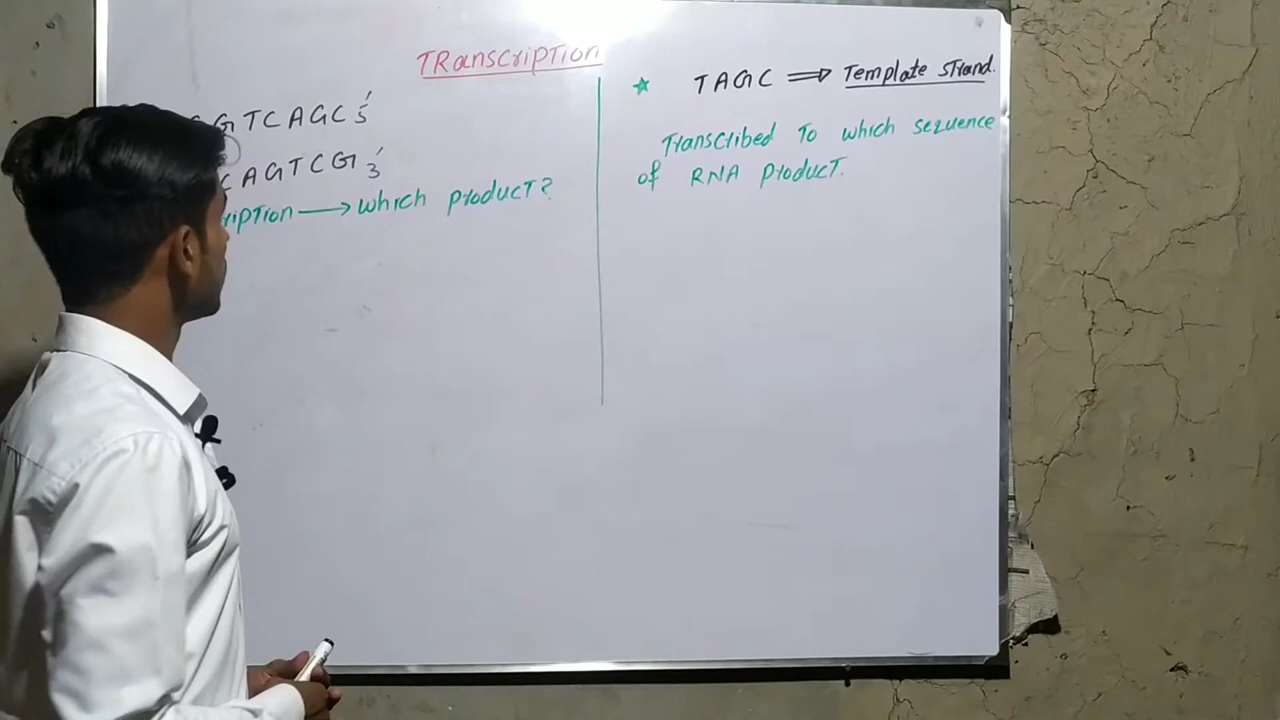 TRanscription
GTCAGC 5'
CAGTCG 3'
ription → which product?
* TAGC ⇒ Template strand.
Transcribed To which sequence
of RNA product.